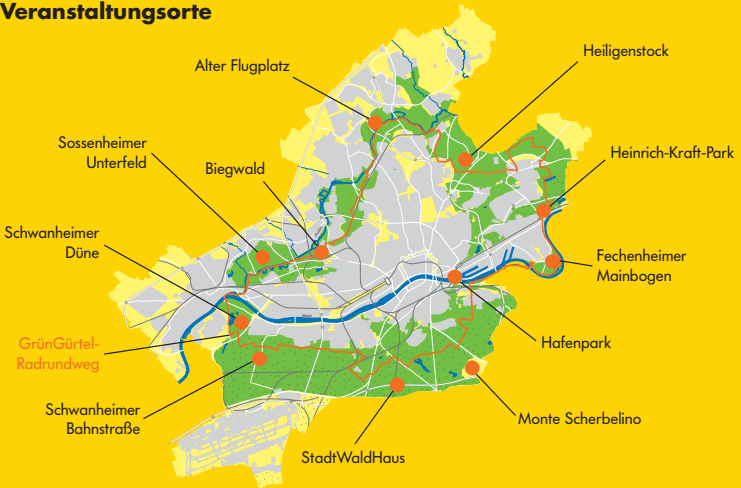 Veranstaltungsorte
Alter Flugplatz
Heiligenstock
Sossenheimer
Unterfeld
Biegwald
Heinrich-Kraft-Park
Schwanheimer
Düne
Fechenheimer
Mainbogen
GrünGürtel-
Radrundweg
Hafenpark
Schwanheimer
Bahnstraße
Monte Scherbelino
StadtWaldHaus